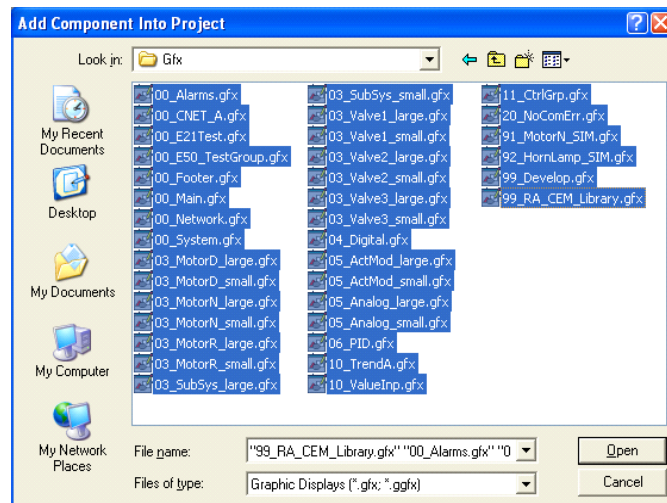 Add Component Into Project
Look in: Gfx
My Recent
Documents
Desktop
My Documents
My Computer
My Network
Places
00_Alarms.gfx
00_CNET_A.gfx
00_E21Test.gfx
00_E50_TestGroup.gfx
00_Footer.gfx
00_Main.gfx
00_Network.gfx
00_System.gfx
03_MotorD_large.gfx
03_MotorD_small.gfx
03_MotorN_large.gfx
03_MotorN_small.gfx
03_MotorR_large.gfx
03_MotorR_small.gfx
03_SubSys_large.gfx
03_SubSys_small.gfx
03_Valve1_large.gfx
03_Valve1_small.gfx
03_Valve2_large.gfx
03_Valve2_small.gfx
03_Valve3_large.gfx
03_Valve3_small.gfx
04_Digital.gfx
05_ActMod_large.gfx
05_ActMod_small.gfx
05_Analog_large.gfx
05_Analog_small.gfx
06_PID.gfx
10_TrendA.gfx
10_ValueInp.gfx
11_CtrlGrp.gfx
20_NoComErr.gfx
91_MotorN_SIM.gfx
92_HornLamp_SIM.gfx
99_Develop.gfx
99_RA_CEM_Library.gfx
File name: "99_RA_CEM_Library.gfx" "00_Alarms.gfx" "0
Open
Files of type: Graphic Displays (*.gfx; *.ggfx)
Cancel